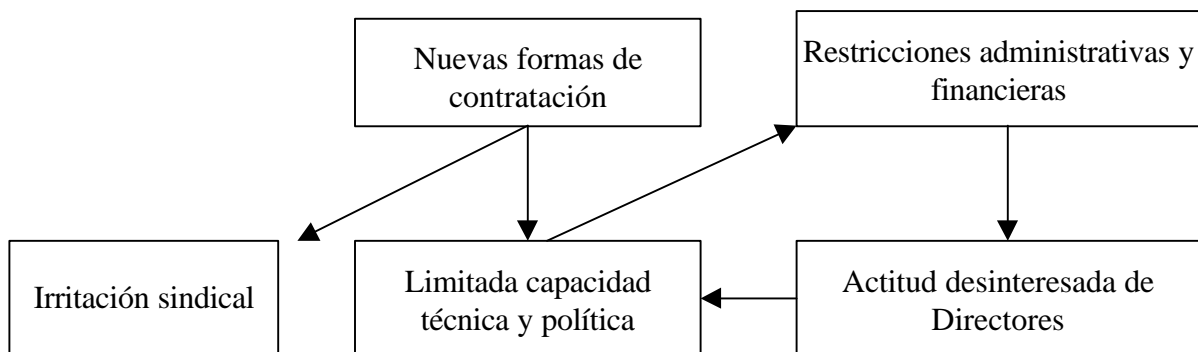 Nuevas formas de
contratación
Restricciones administrativas y
financieras
Irritación sindical
Limitada capacidad
técnica y política
Actitud desinteresada de
Directores